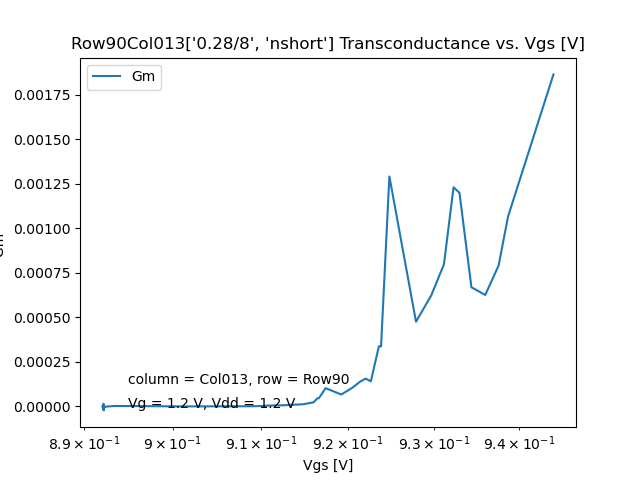 Row90Col013['0.28/8', 'nshort'] Transconductance vs. Vgs [V]
Gm
0.00175
0.00150
0.00125
0.00100
0.00075
0.00050
0.00025
0.00000
column = Col013, row = Row90
Vg = 1.2 V, Vdd = 1.2 V
8.9 × 10⁻¹ 9 × 10⁻¹ 9.1 × 10⁻¹ 9.2 × 10⁻¹ 9.3 × 10⁻¹ 9.4 × 10⁻¹
Vgs [V]